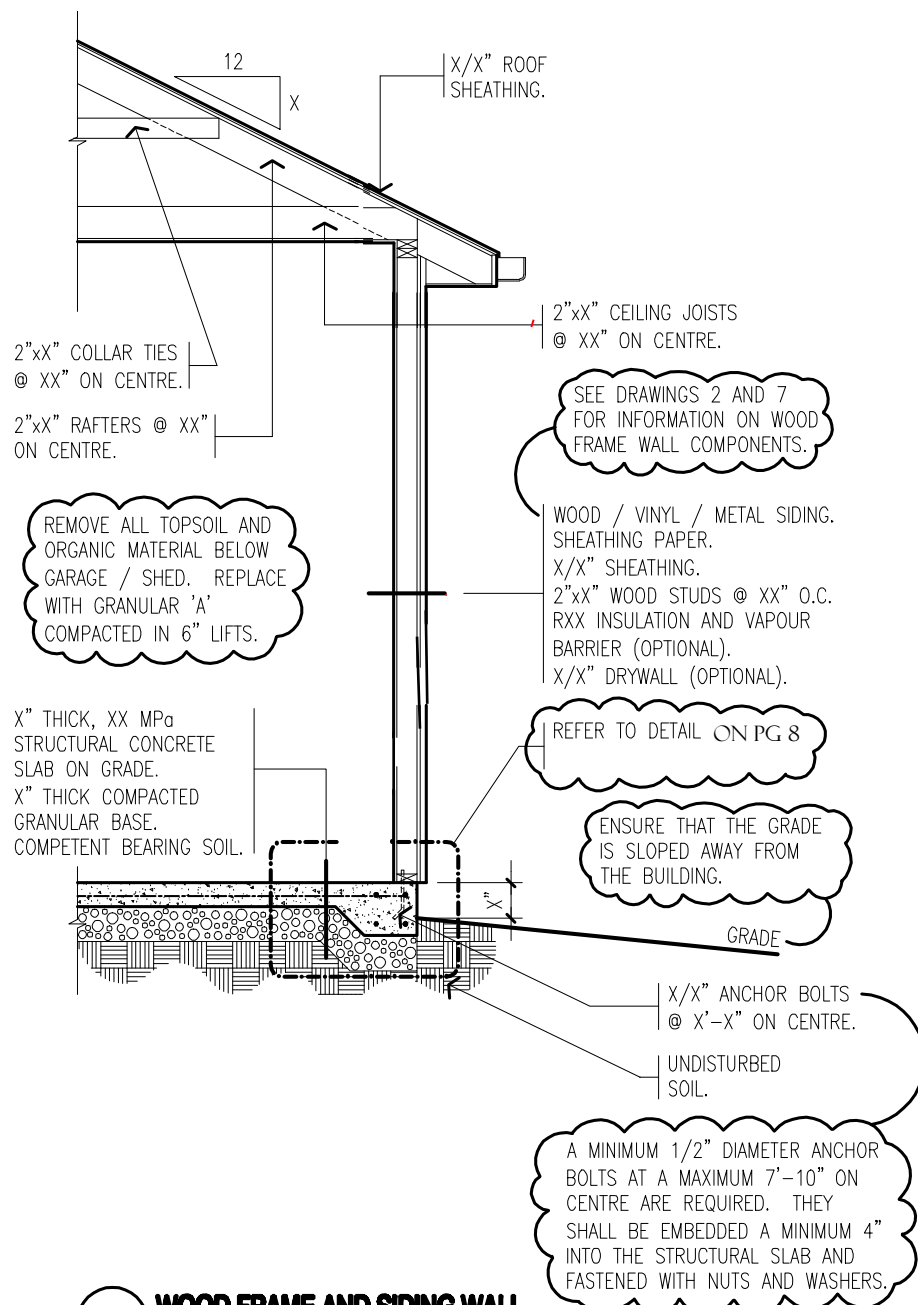 12
X
X/X" ROOF
SHEATHING.
2"xX" CEILING JOISTS
@ XX" ON CENTRE.
2"xX" COLLAR TIES
@ XX" ON CENTRE.
2"xX" RAFTERS @ XX"
ON CENTRE.
SEE DRAWINGS 2 AND 7
FOR INFORMATION ON WOOD
FRAME WALL COMPONENTS.
REMOVE ALL TOPSOIL AND
ORGANIC MATERIAL BELOW
GARAGE / SHED. REPLACE
WITH GRANULAR 'A'
COMPACTED IN 6" LIFTS.
WOOD / VINYL / METAL SIDING.
SHEATHING PAPER.
X/X" SHEATHING.
2"xX" WOOD STUDS @ XX" O.C.
RXX INSULATION AND VAPOUR
BARRIER (OPTIONAL).
X/X" DRYWALL (OPTIONAL).
X" THICK, XX MPa
STRUCTURAL CONCRETE
SLAB ON GRADE.
X" THICK COMPACTED
GRANULAR BASE.
COMPETENT BEARING SOIL.
REFER TO DETAIL ON PG 8
ENSURE THAT THE GRADE
IS SLOPED AWAY FROM
THE BUILDING.
X"
GRADE
X/X" ANCHOR BOLTS
@ X'-X" ON CENTRE.
UNDISTURBED
SOIL.
A MINIMUM 1/2" DIAMETER ANCHOR
BOLTS AT A MAXIMUM 7'-10" ON
CENTRE ARE REQUIRED. THEY
SHALL BE EMBEDDED A MINIMUM 4"
INTO THE STRUCTURAL SLAB AND
FASTENED WITH NUTS AND WASHERS.
WOOD FRAME AND SIDING WALL